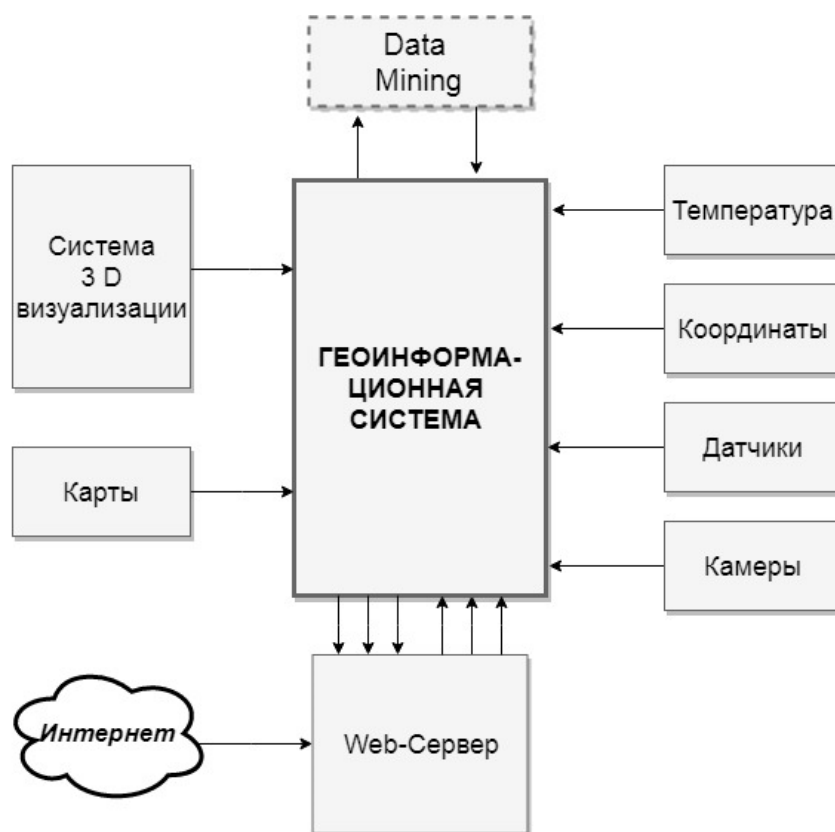 Data
Mining
Система
3 D
визуализации
Карты
ГЕОИНФОРМА-
ЦИОННАЯ
СИСТЕМА
Температура
Координаты
Датчики
Камеры
Интернет
Web-Сервер